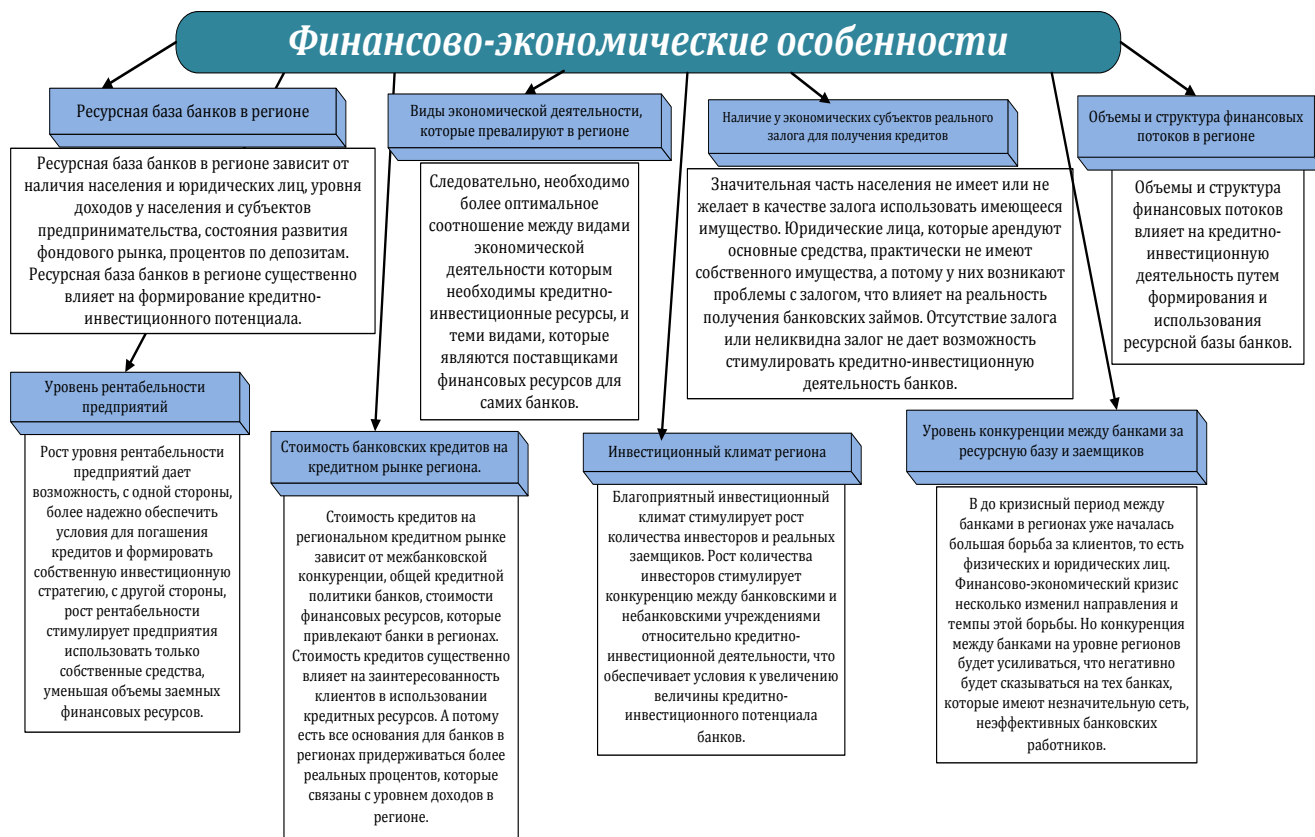 Финансово-экономические особенности
Ресурсная база банков в регионе
Ресурсная база банков в регионе зависит от
наличия населения и юридических лиц, уровня
доходов у населения и субъектов
предпринимательства, состояния развития
фондового рынка, процентов по депозитам.
Ресурсная база банков в регионе существенно
влияет на формирование кредитно-
инвестиционного потенциала.
Виды экономической деятельности,
которые превалируют в регионе
Следовательно, необходимо
более оптимальное
соотношение между видами
экономической
деятельности которым
необходимы кредитно-
инвестиционные ресурсы, и
теми видами, которые
являются поставщиками
финансовых ресурсов для
самих банков.
Наличие у экономических субъектов реального
залога для получения кредитов
Значительная часть населения не имеет или не
желает в качестве залога использовать имеющееся
имущество. Юридические лица, которые арендуют
основные средства, практически не имеют
собственного имущества, а потому у них возникают
проблемы с залогом, что влияет на реальность
получения банковских займов. Отсутствие залога
или неликвидна залог не дает возможность
стимулировать кредитно-инвестиционную
деятельность банков.
Объемы и структура финансовых
потоков в регионе
Объемы и структура
финансовых потоков
влияет на кредитно-
инвестиционную
деятельность путем
формирования и
использования
ресурсной базы банков.
Уровень рентабельности
предприятий
Рост уровня рентабельности
предприятий дает
возможность, с одной стороны,
более надежно обеспечить
условия для погашения
кредитов и формировать
собственную инвестиционную
стратегию, с другой стороны,
рост рентабельности
стимулирует предприятия
использовать только
собственные средства,
уменьшая объемы заемных
финансовых ресурсов.
Стоимость банковских кредитов на
кредитном рынке региона.
Стоимость кредитов на
региональном кредитном рынке
зависит от межбанковской
конкуренции, общей кредитной
политики банков, стоимости
финансовых ресурсов, которые
привлекают банки в регионах.
Стоимость кредитов существенно
влияет на заинтересованность
клиентов в использовании
кредитных ресурсов. А потому
есть все основания для банков в
регионах придерживаться более
реальных процентов, которые
связаны с уровнем доходов в
регионе.
Инвестиционный климат региона
Благоприятный инвестиционный
климат стимулирует рост
количества инвесторов и реальных
заемщиков. Рост количества
инвесторов стимулирует
конкуренцию между банковскими и
небанковскими учреждениями
относительно кредитно-
инвестиционной деятельности, что
обеспечивает условия к увеличению
величины кредитно-
инвестиционного потенциала
банков.
Уровень конкуренции между банками за
ресурсную базу и заемщиков
В до кризисный период между
банками в регионах уже началась
большая борьба за клиентов, то есть
физических и юридических лиц.
Финансово-экономический кризис
несколько изменил направления и
темпы этой борьбы. Но конкуренция
между банками на уровне регионов
будет усиливаться, что негативно
будет сказываться на тех банках,
которые имеют незначительную сеть,
неэффективных банковских
работников.